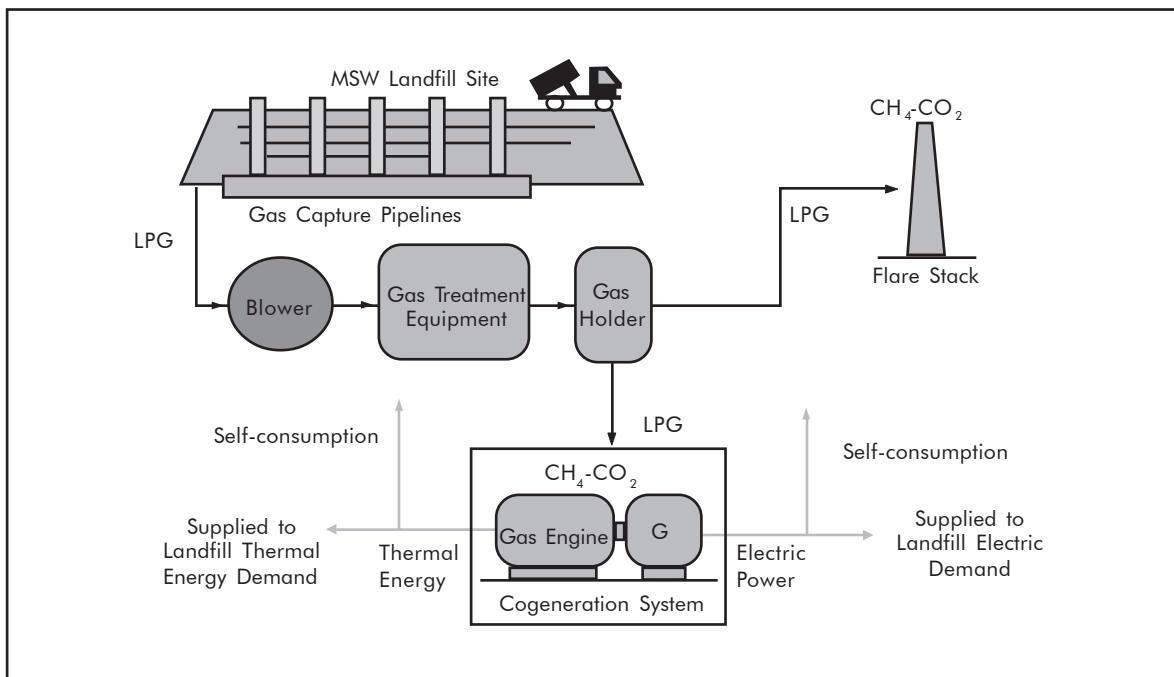 MSW Landfill Site
CH4-CO2
Gas Capture Pipelines
LPG
LPG
Flare Stack
Blower
Gas Treatment
Equipment
Gas
Holder
LPG
Self-consumption
Self-consumption
CH4-CO2
Gas Engine
G
Supplied to
Landfill Thermal
Energy Demand
Thermal
Energy
Electric
Power
Supplied to
Landfill Electric
Demand
Cogeneration System